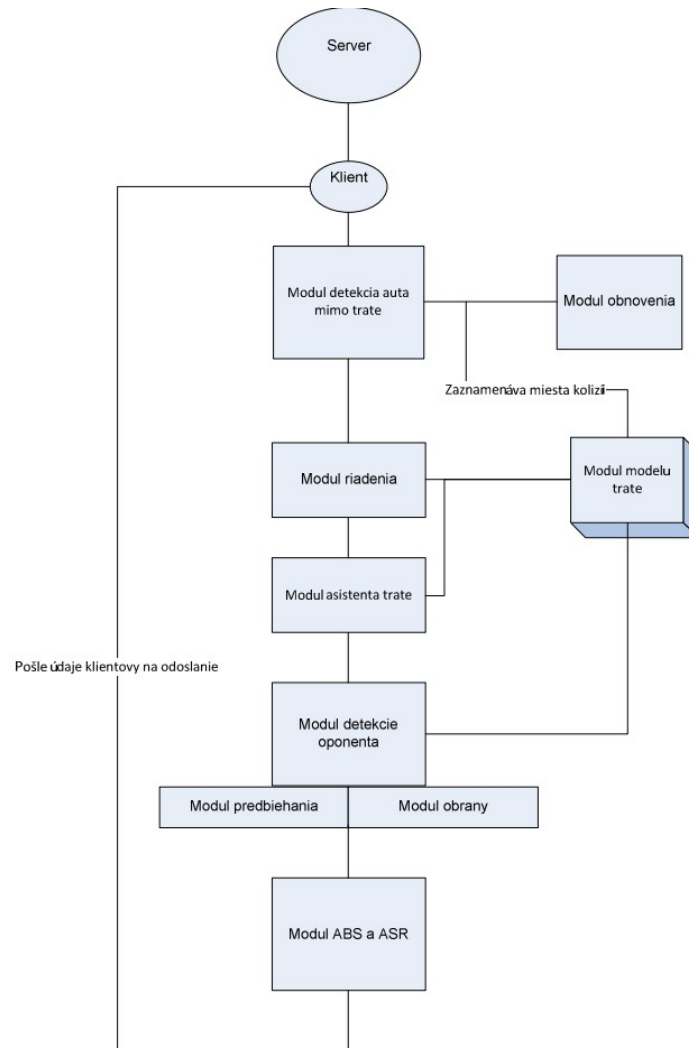 Server
Klient
Modul detekcia auta
mimo trate
Modul obnovenia
Zaznamenáva miesta kolizií
Modul riadenia
Modul modelu
trate
Modul asistenta trate
Pošle údaje klientovy na odoslanie
Modul detekcie
oponenta
Modul predbiehania
Modul obrany
Modul ABS a ASR